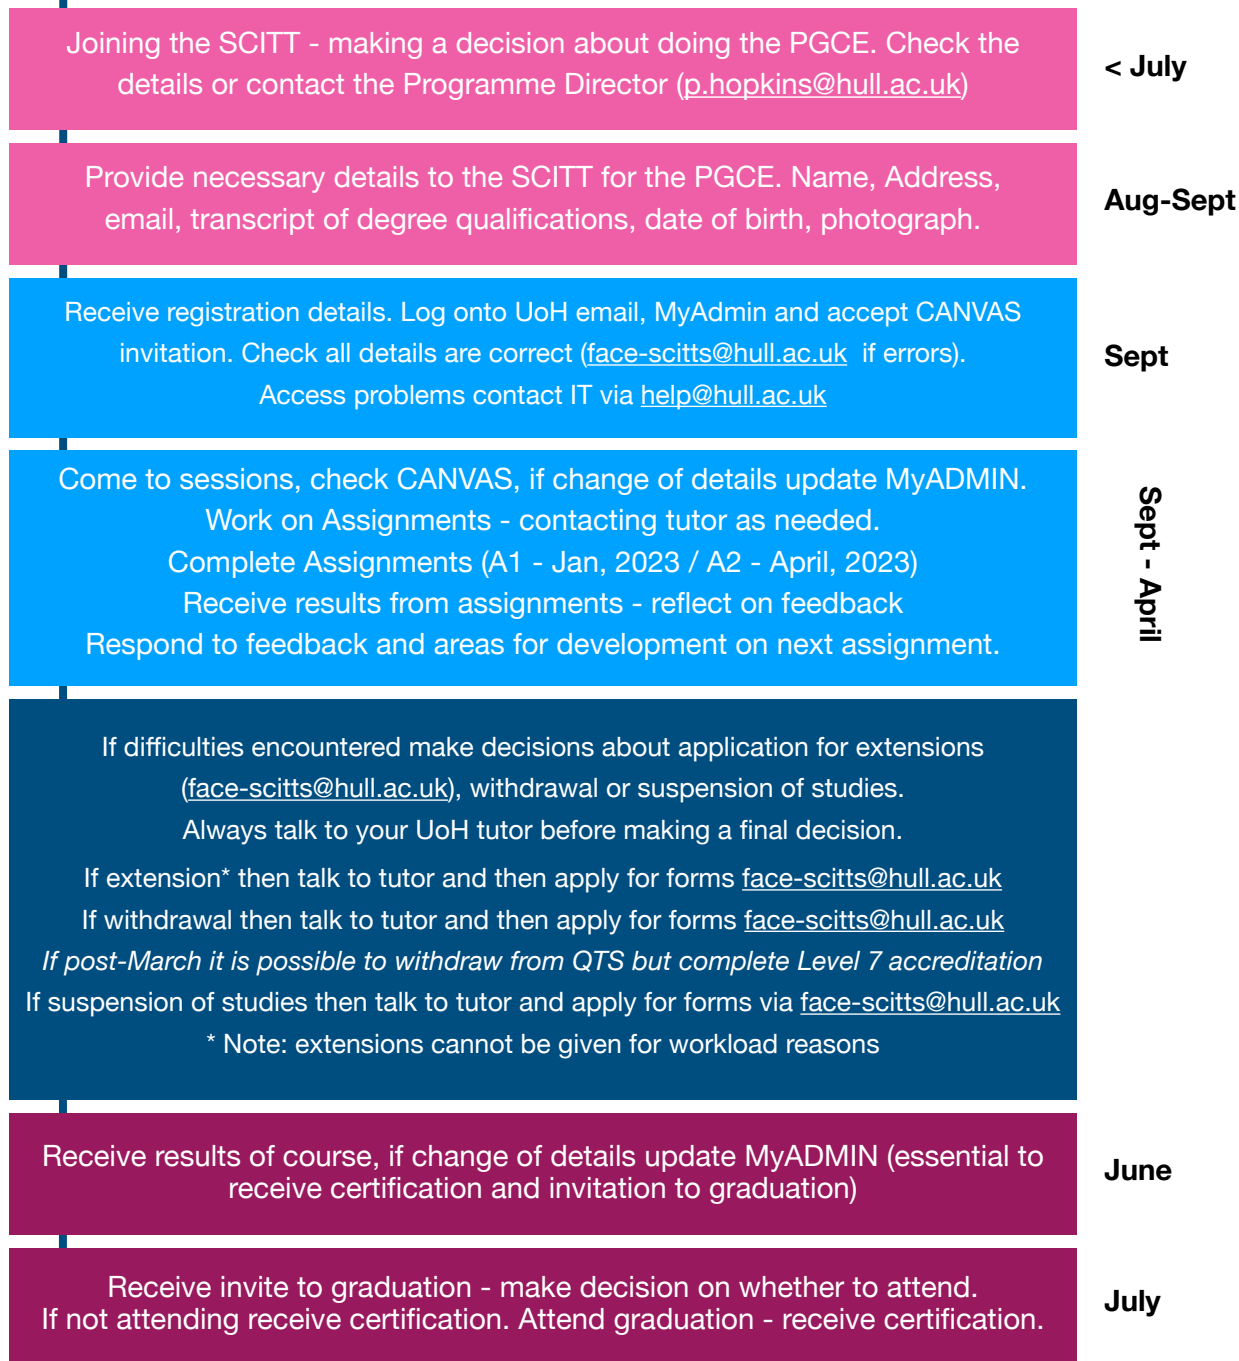 Joining the SCITT - making a decision about doing the PGCE. Check the
details or contact the Programme Director (p.hopkins@hull.ac.uk)
< July
Provide necessary details to the SCITT for the PGCE. Name, Address,
email, transcript of degree qualifications, date of birth, photograph.
Aug-Sept
Receive registration details. Log onto UoH email, MyAdmin and accept CANVAS
invitation. Check all details are correct (face-scitts@hull.ac.uk if errors).
Access problems contact IT via help@hull.ac.uk
Sept
Come to sessions, check CANVAS, if change of details update MyADMIN.
Work on Assignments - contacting tutor as needed.
Complete Assignments (A1 - Jan, 2023 / A2 - April, 2023)
Receive results from assignments - reflect on feedback
Respond to feedback and areas for development on next assignment.
Sept - April
If difficulties encountered make decisions about application for extensions
(face-scitts@hull.ac.uk), withdrawal or suspension of studies.
Always talk to your UoH tutor before making a final decision.
If extension* then talk to tutor and then apply for forms face-scitts@hull.ac.uk
If withdrawal then talk to tutor and then apply for forms face-scitts@hull.ac.uk
If post-March it is possible to withdraw from QTS but complete Level 7 accreditation
If suspension of studies then talk to tutor and apply for forms via face-scitts@hull.ac.uk
* Note: extensions cannot be given for workload reasons
Receive results of course, if change of details update MyADMIN (essential to
receive certification and invitation to graduation)
June
Receive invite to graduation - make decision on whether to attend.
If not attending receive certification. Attend graduation - receive certification.
July